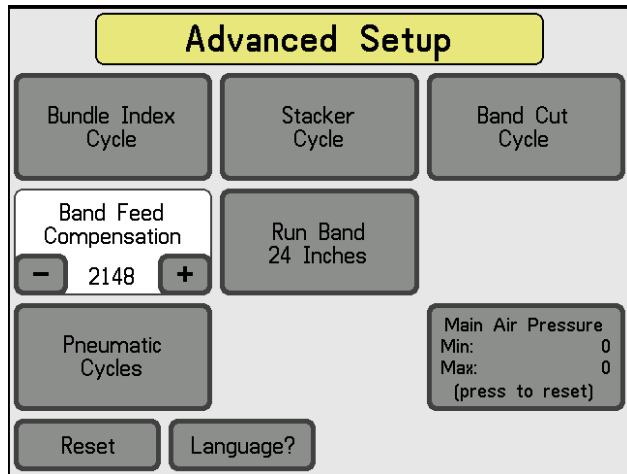 Advanced Setup
Bundle Index
Cycle
Stacker
Cycle
Band Cut
Cycle
Band Feed
Compensation
- 2148 +
Run Band
24 Inches
Pneumatic
Cycles
Main Air Pressure
Min: 0
Max: 0
(press to reset)
Reset
Language?